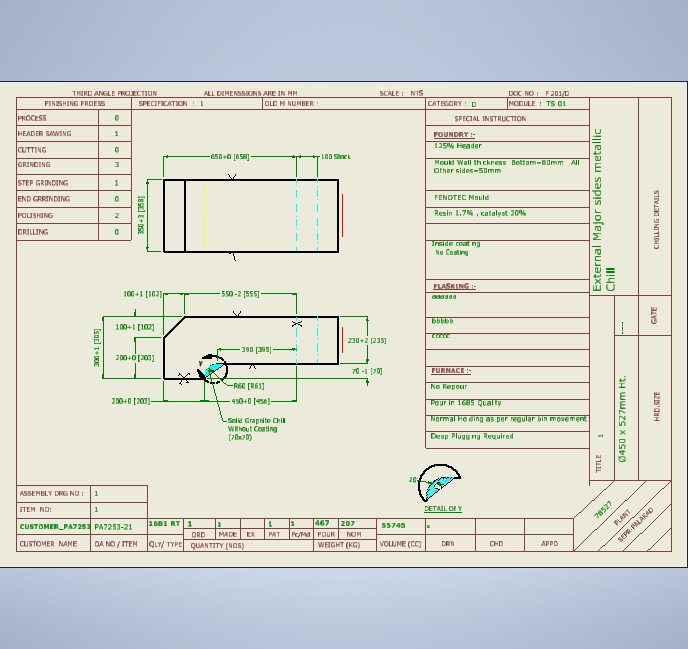 THIRD ANGLE PROJECTION ALL DIMENSSIONS ARE IN MM SCALE : NTS DOC NO : F 201/D
FINISHING PROESS SPECIFICATION : 1 OLD M NUMBER : CATEGORY : D MODULE : TS 01
PROCESS 0
HEADER SAWING 1
CUTTING 0
GRINDING 3
STEP GRINDING 1
END GRRINDING 0
POLISHING 2
DRILLING 0
SPECIAL INSTRUCTION
FOUNDRY :-
125% Header
Mould Wall thickness Bottom=80mm All
Other sides=50mm
FENOTEC Mould
Resin 1.7% , catalyst 20%
Inside coating
No Coating
FLASKING :-
aaaaaa
bbbbb
ccccc
FURNACE :-
No Repour
Pour in 1685 Quality
Normal Holding as per regular bin movement
Deep Plugging Required
650+0 [658]
100 Stock
350+3 [358]
100+1 [102]
550 -2 [555]
100+1 [102]
300+1 [305]
200+0 [203]
390 [395]
230+2 [235]
70 -1 [70]
Y
R60 [R61]
200+0 [203]
450+0 [456]
Solid Graphite Chill
Without Coating
[70x70]
10
DETAIL OF Y
External Major sides metallic
Chill
CHILLING DETAILS
GATE
Ø450 x 527mm Ht.
HRD.SIZE
TITLE 1
78527
PLANT
SEPR-PALAKAD
ASSEMBLY DRG NO : 1
ITEM NO: 1
CUSTOMER_PA7253 PA7253-21 1681 RT 1 1 1 1 467 207 55745
ORD MADE EX PAT Pc/Md POUR NOM
CUSTOMER NAME OA NO / ITEM QLY/ TYPE QUANTITY (NOS) WEIGHT (KG) VOLUME (CC) DRN CHD APPD